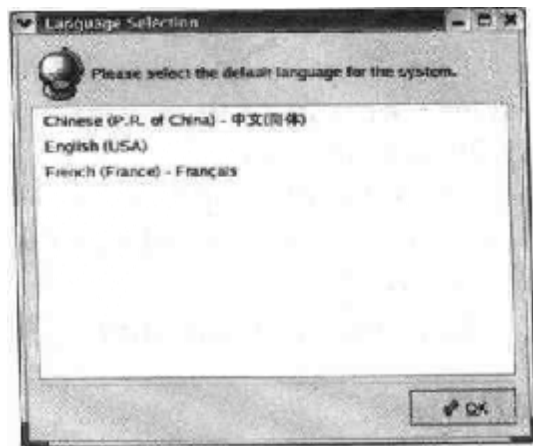 Language Selection
Please select the default language for the system.
Chinese (P.R. of China) - 中文(简体)
English (USA)
French (France) - Français
OK